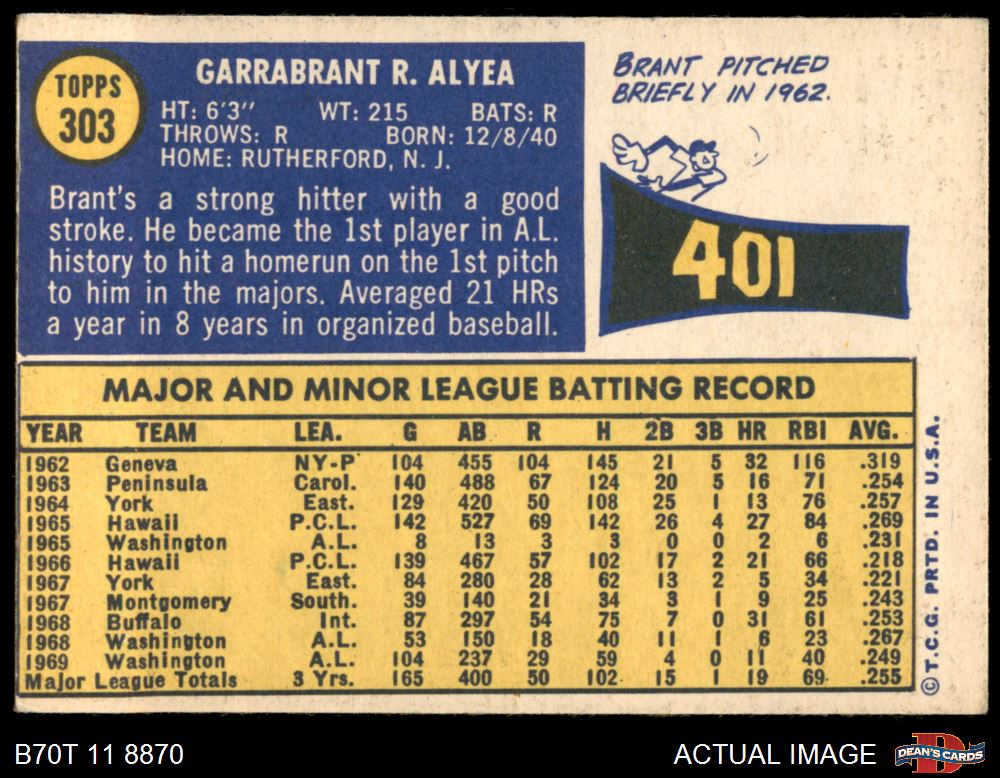 TOPPS
303
GARRABRANT R. ALYEA
HT: 6'3" WT: 215 BATS: R
THROWS: R BORN: 12/8/40
HOME: RUTHERFORD, N. J.
Brant's a strong hitter with a good
stroke. He became the 1st player in A.L.
history to hit a homerun on the 1st pitch
to him in the majors. Averaged 21 HRs
a year in 8 years in organized baseball.
BRANT PITCHED
BRIEFLY IN 1962.
401
MAJOR AND MINOR LEAGUE BATTING RECORD
YEAR TEAM LEA. G AB R H 2B 3B HR RBI AVG.
1962 Geneva NY-P 104 455 104 145 21 5 32 116 .319
1963 Peninsula Carol. 140 488 67 124 20 5 16 71 .254
1964 York East. 129 420 50 108 25 1 13 76 .257
1965 Hawaii P.C.L. 142 527 69 142 26 4 27 84 .269
1965 Washington A.L. 8 13 3 3 0 0 2 6 .231
1966 Hawaii P.C.L. 139 467 57 102 17 2 21 66 .218
1967 York East. 84 280 28 62 13 2 5 34 .221
1967 Montgomery South. 39 140 21 34 3 1 9 25 .243
1968 Buffalo Int. 87 297 54 75 7 0 31 61 .253
1968 Washington A.L. 53 150 18 40 11 1 6 23 .267
1969 Washington A.L. 104 237 29 59 4 0 11 40 .249
Major League Totals 3 Yrs. 165 400 50 102 15 1 19 69 .255
© T.C.G. PRTD. IN U.S.A.
B70T 11 8870
ACTUAL IMAGE
DEAN'S CARDS